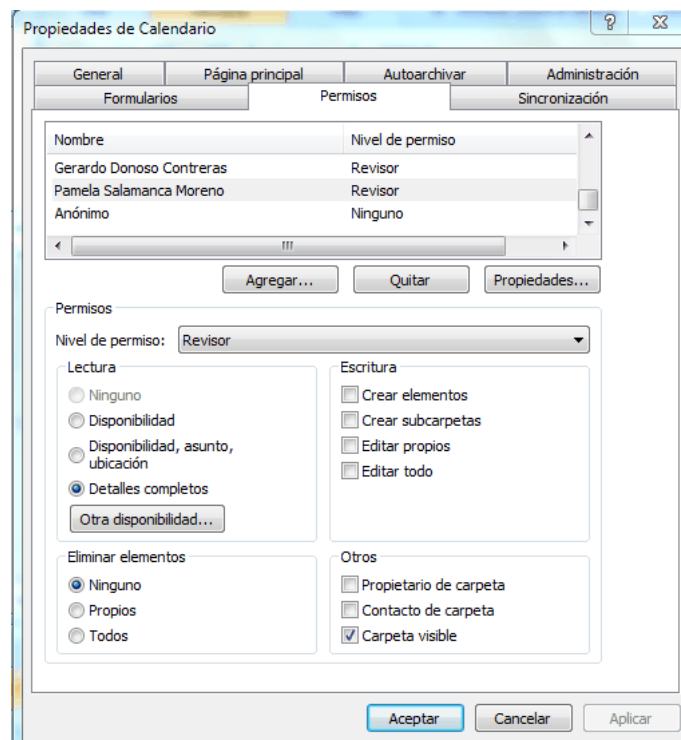 Propiedades de Calendario
General Página principal Autoarchivar Administración
Formularios Permisos Sincronización
Nombre Nivel de permiso
Gerardo Donoso Contreras Revisor
Pamela Salamanca Moreno Revisor
Anónimo Ninguno
Agregar... Quitar Propiedades...
Permisos
Nivel de permiso: Revisor
Lectura
Ninguno
Disponibilidad
Disponibilidad, asunto,
ubicación
Detalles completos
Otra disponibilidad...
Escritura
Crear elementos
Crear subcarpetas
Editar propios
Editar todo
Eliminar elementos
Ninguno
Propios
Todos
Otros
Propietario de carpeta
Contacto de carpeta
Carpeta visible
Aceptar Cancelar Aplicar